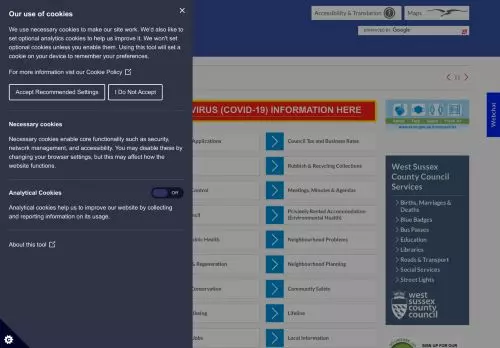 Our use of cookies
We use necessary cookies to make our site work. We'd also like to
set optional analytics cookies to help us improve it. We won't set
optional cookies unless you enable them. Using this tool will set a
cookie on your device to remember your preferences.
For more information visit our Cookie Policy
Accept Recommended Settings
I Do Not Accept
Necessary cookies
Necessary cookies enable core functionality such as security,
network management, and accessibility. You may disable these by
changing your browser settings, but this may affect how the
website functions.
Analytical Cookies
Off
Analytical cookies help us to improve our website by collecting
and reporting information on its usage.
About this tool
Accessibility & Translation
Maps
Google
VIRUS (COVID-19) INFORMATION HERE
Applications
Council Tax and Business Rates
Rubbish & Recycling Collections
Control
Meetings, Minutes & Agendas
Privately Rented Accommodation
(Environmental Health)
Neighbourhood Problems
& Regeneration
Neighbourhood Planning
Community Safety
Lifeline
Jobs
Local Information
Webchat
West Sussex
County Council
Services
Births, Marriages &
Deaths
Blue Badges
Bus Passes
Education
Libraries
Roads & Transport
Social Services
Street Lights
west
sussex
county
council
SIGN UP FOR OUR